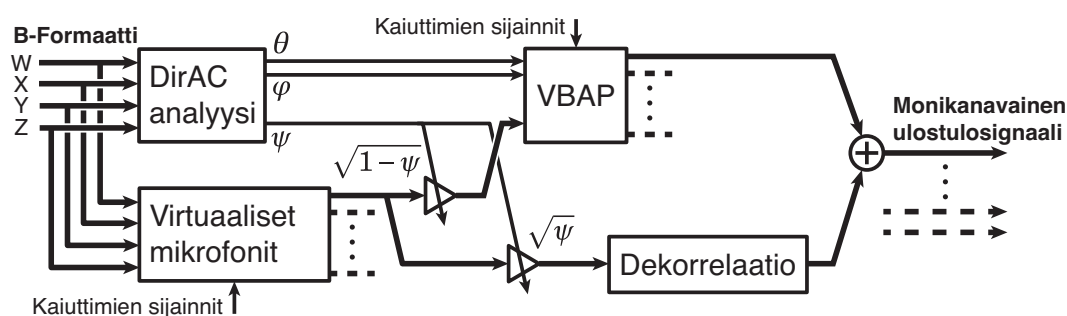 Kaiuttimien sijainnit
B-Formaatti
W
X
Y
Z
DirAC
analyysi
θ
φ
ψ
VBAP
Monikanavainen
ulostulosignaali
√1−ψ
Virtuaaliset
mikrofonit
√ψ
Dekorrelaatio
Kaiuttimien sijainnit